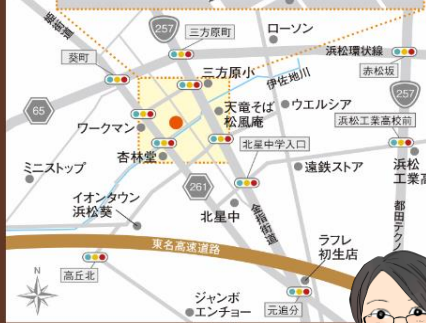 257
三方原町
ローソン
葵町
浜松環状線
赤松坂
三方原小
伊佐地川
65
天竜そば
松風庵
ウエルシア
257
浜松工業高校前
ワークマン
北星中学入口
杏林堂
遠鉄ストア
浜松
工業高
ミニストップ
261
イオンタウン
浜松葵
北星中
金指街道
都田テクノ
東名高速道路
ラフレ
初生店
高丘北
N
ジャンボ
エンチョー
元追分